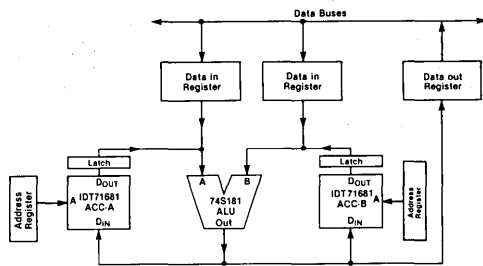 Data Buses
Data in
Register
Data in
Register
Data out
Register
Latch
A
B
Latch
DOUT
A
IDT71681
ACC-A
DIN
74S181
ALU
Out
DOUT
IDT71681
A
ACC-B
DIN
Address
Register
Address
Register